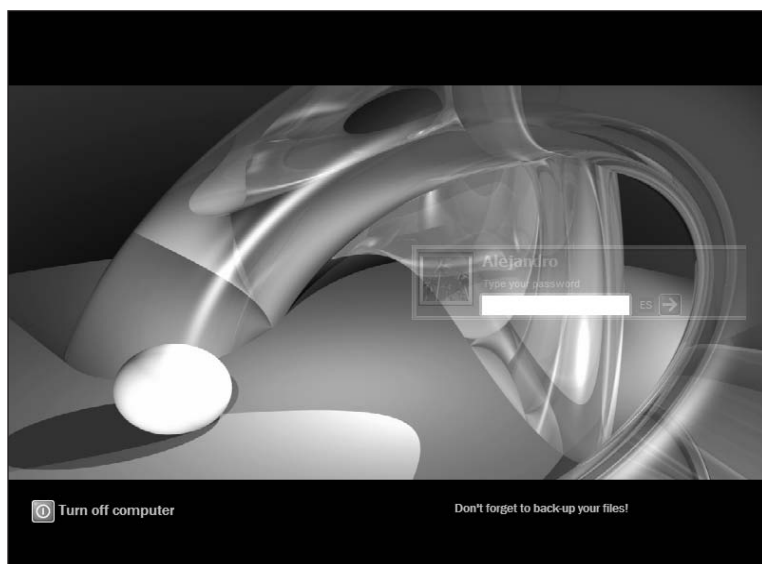 Alejandro
Type your password
ES
Turn off computer
Don't forget to back-up your files!